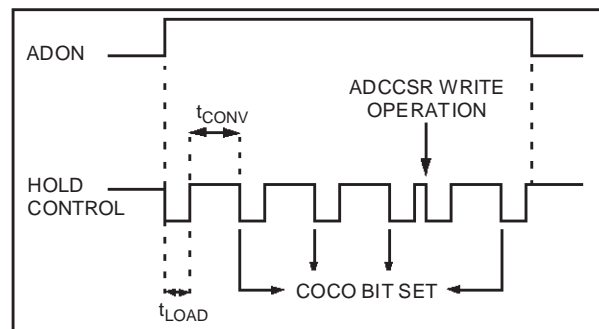 ADON
ADCCSR WRITE
OPERATION
tCONV
HOLD
CONTROL
COCO BIT SET
tLOAD